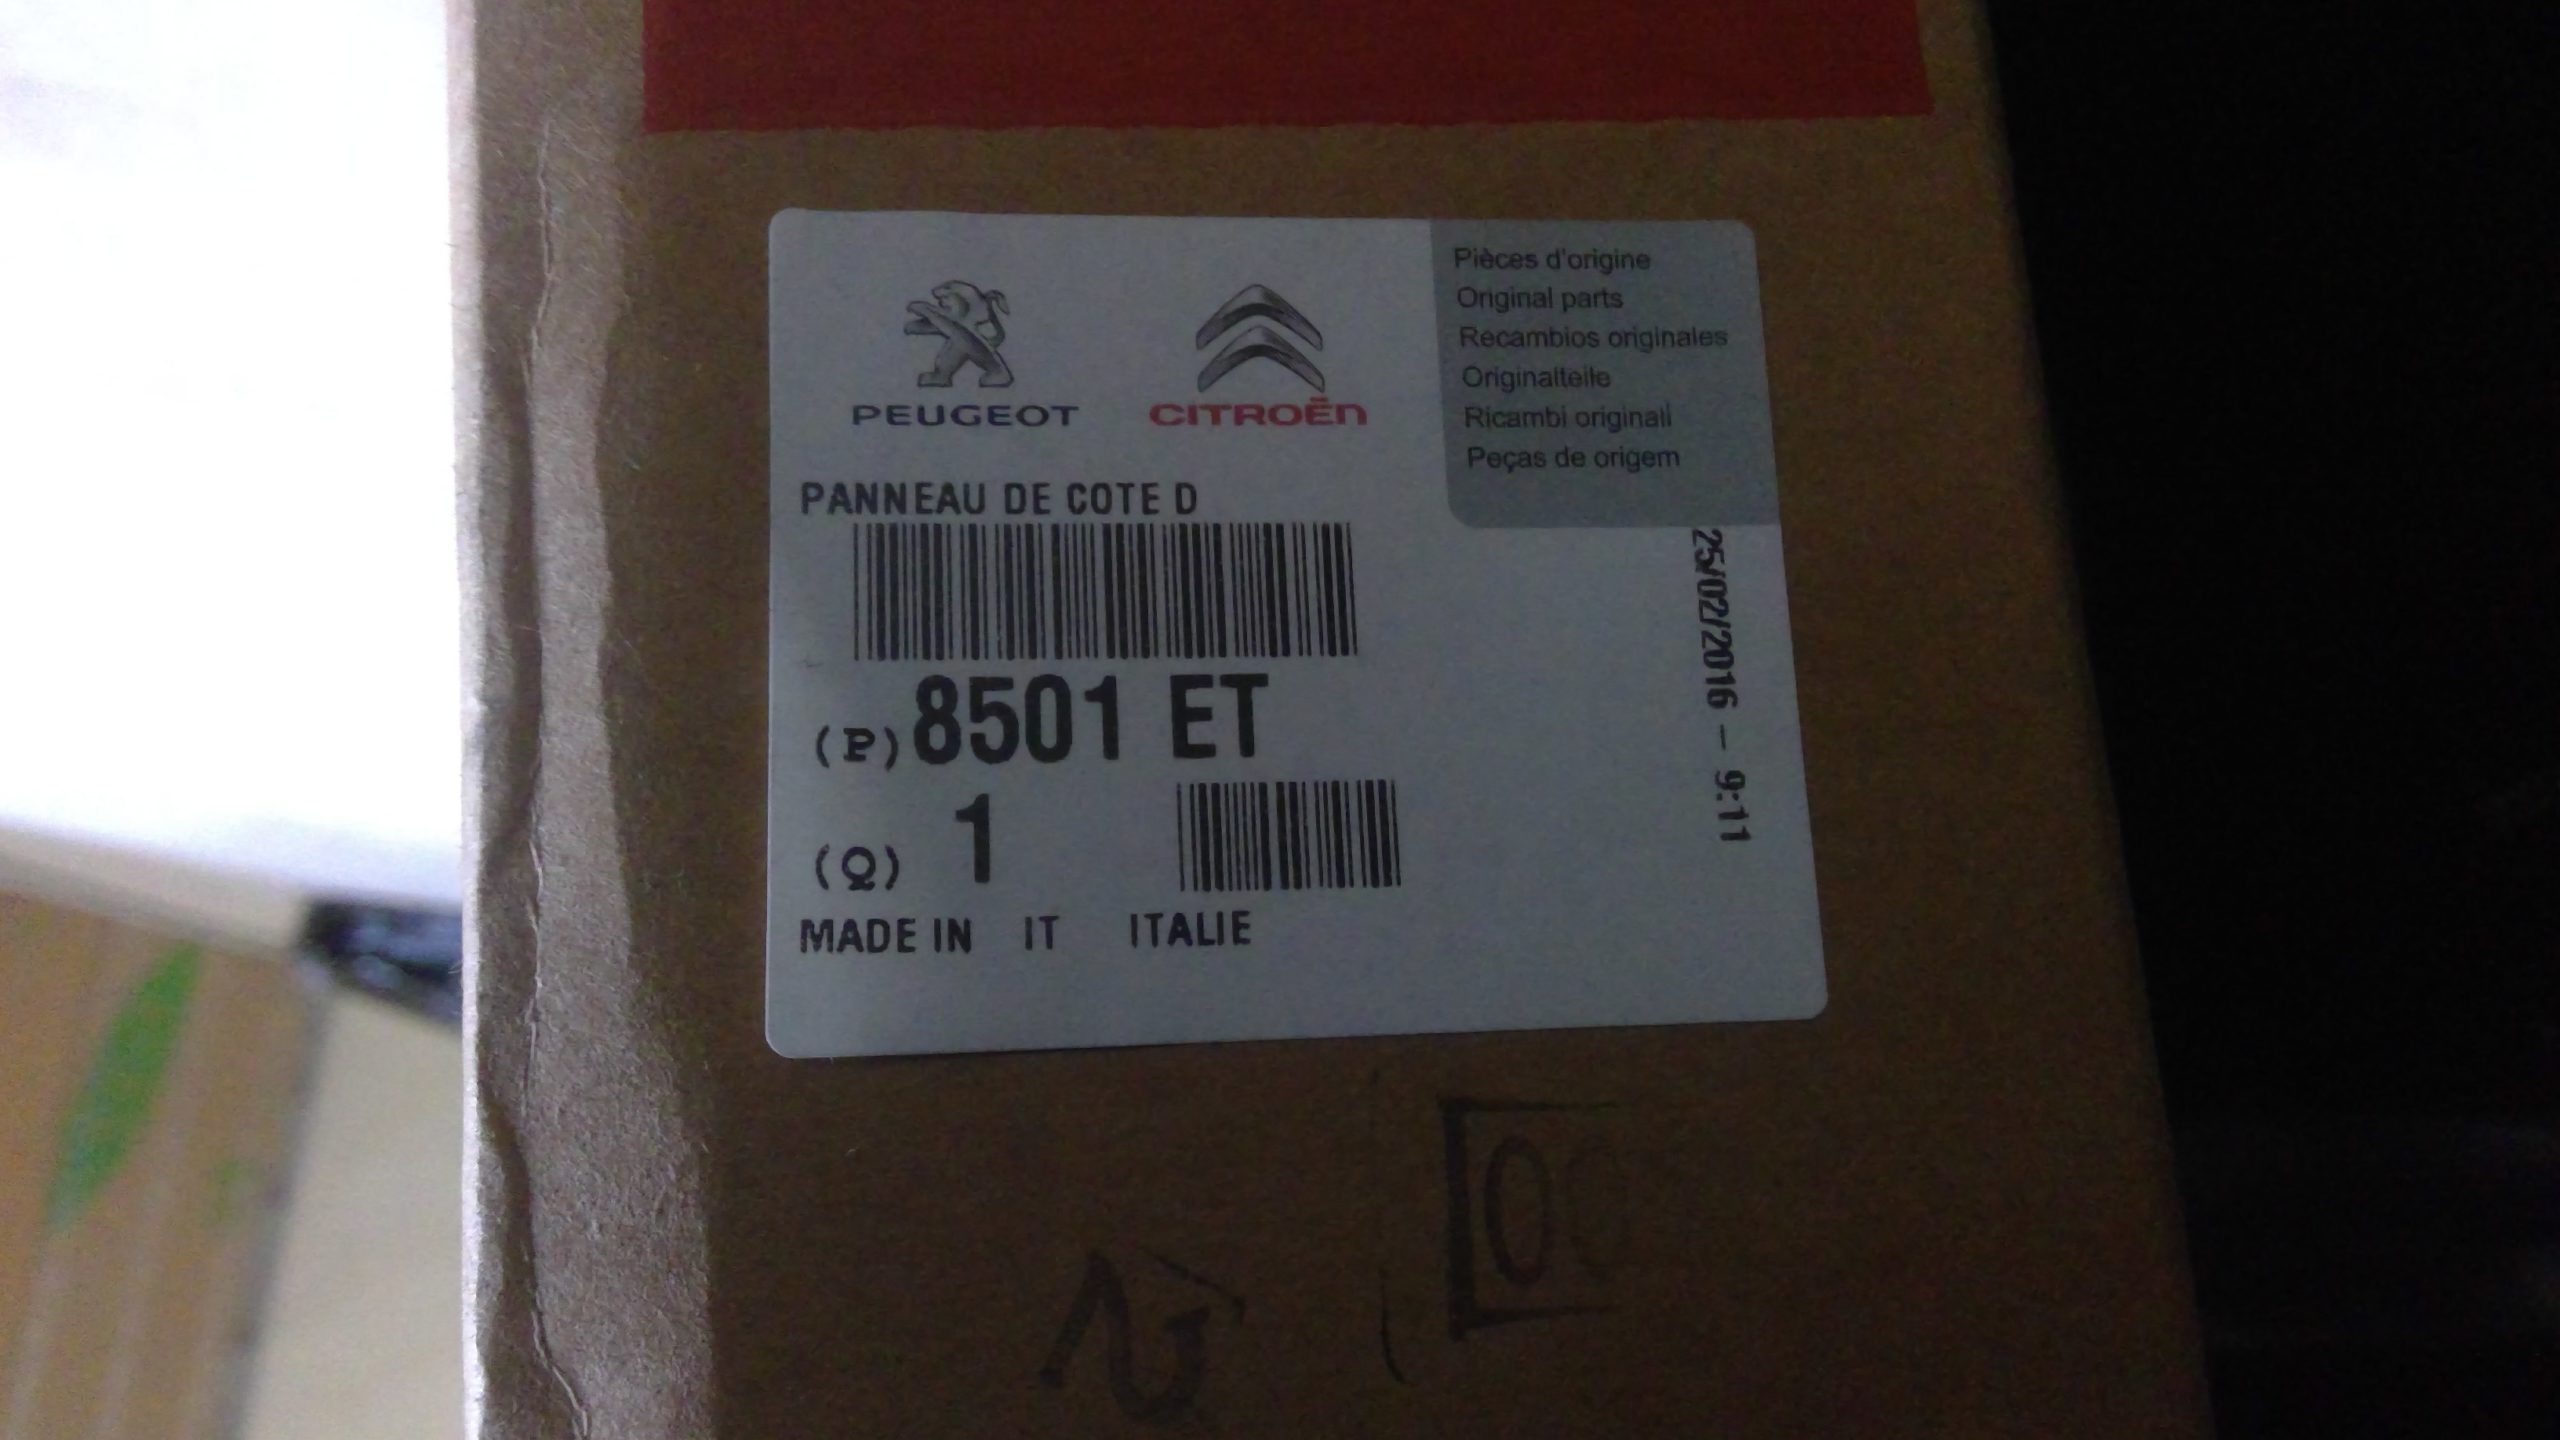 PEUGEOT
CITROËN
Pièces d'origine
Original parts
Recambios originales
Originalteile
Ricambi originali
Peças de origem
PANNEAU DE COTE D
(P) 8501 ET
(Q) 1
MADE IN IT ITALIE
25/02/2016 - 9:11